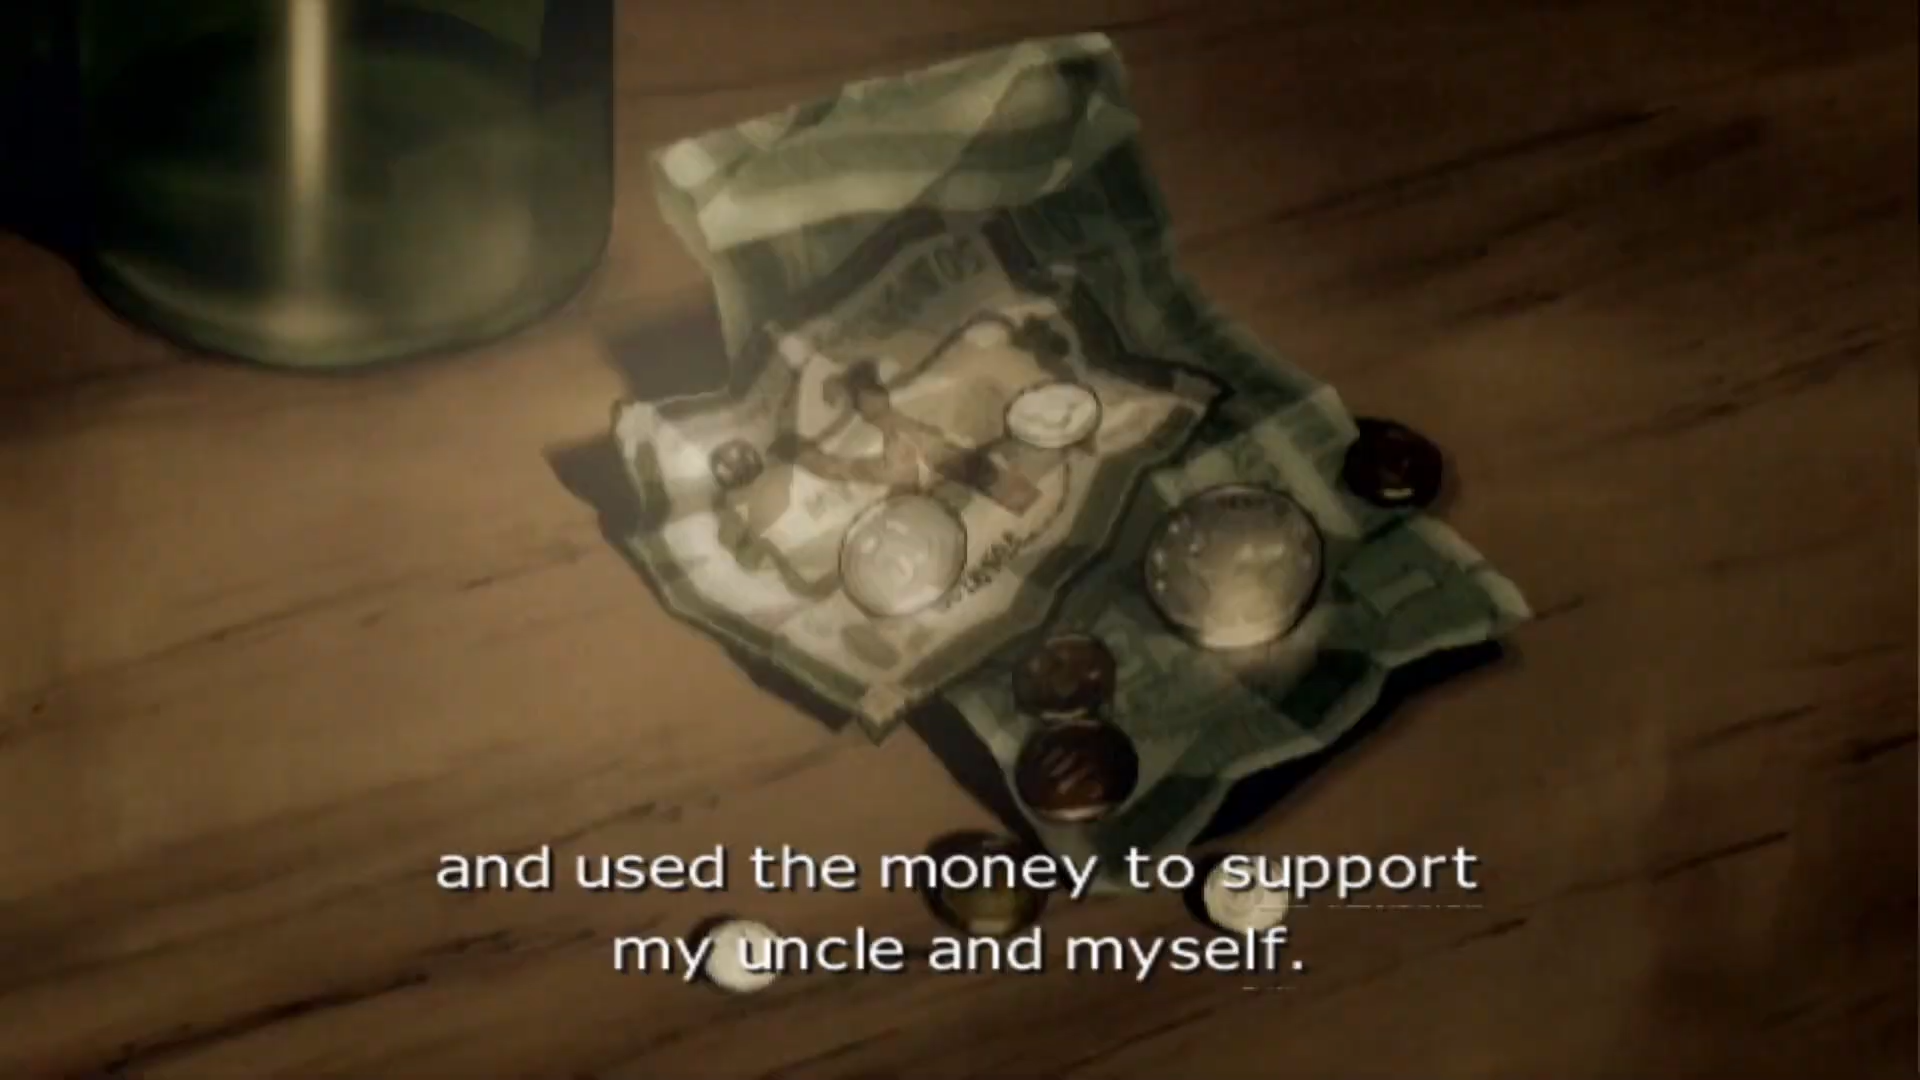 and used the money to support
my uncle and myself.